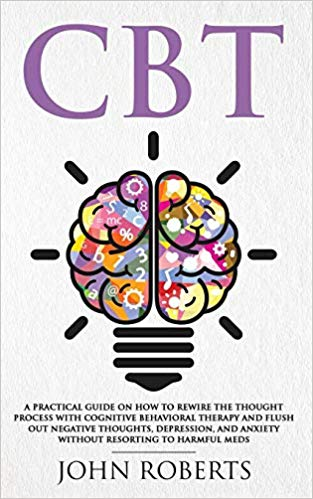 CBT
A PRACTICAL GUIDE ON HOW TO REWIRE THE THOUGHT
PROCESS WITH COGNITIVE BEHAVIORAL THERAPY AND FLUSH
OUT NEGATIVE THOUGHTS, DEPRESSION, AND ANXIETY
WITHOUT RESORTING TO HARMFUL MEDS
JOHN ROBERTS